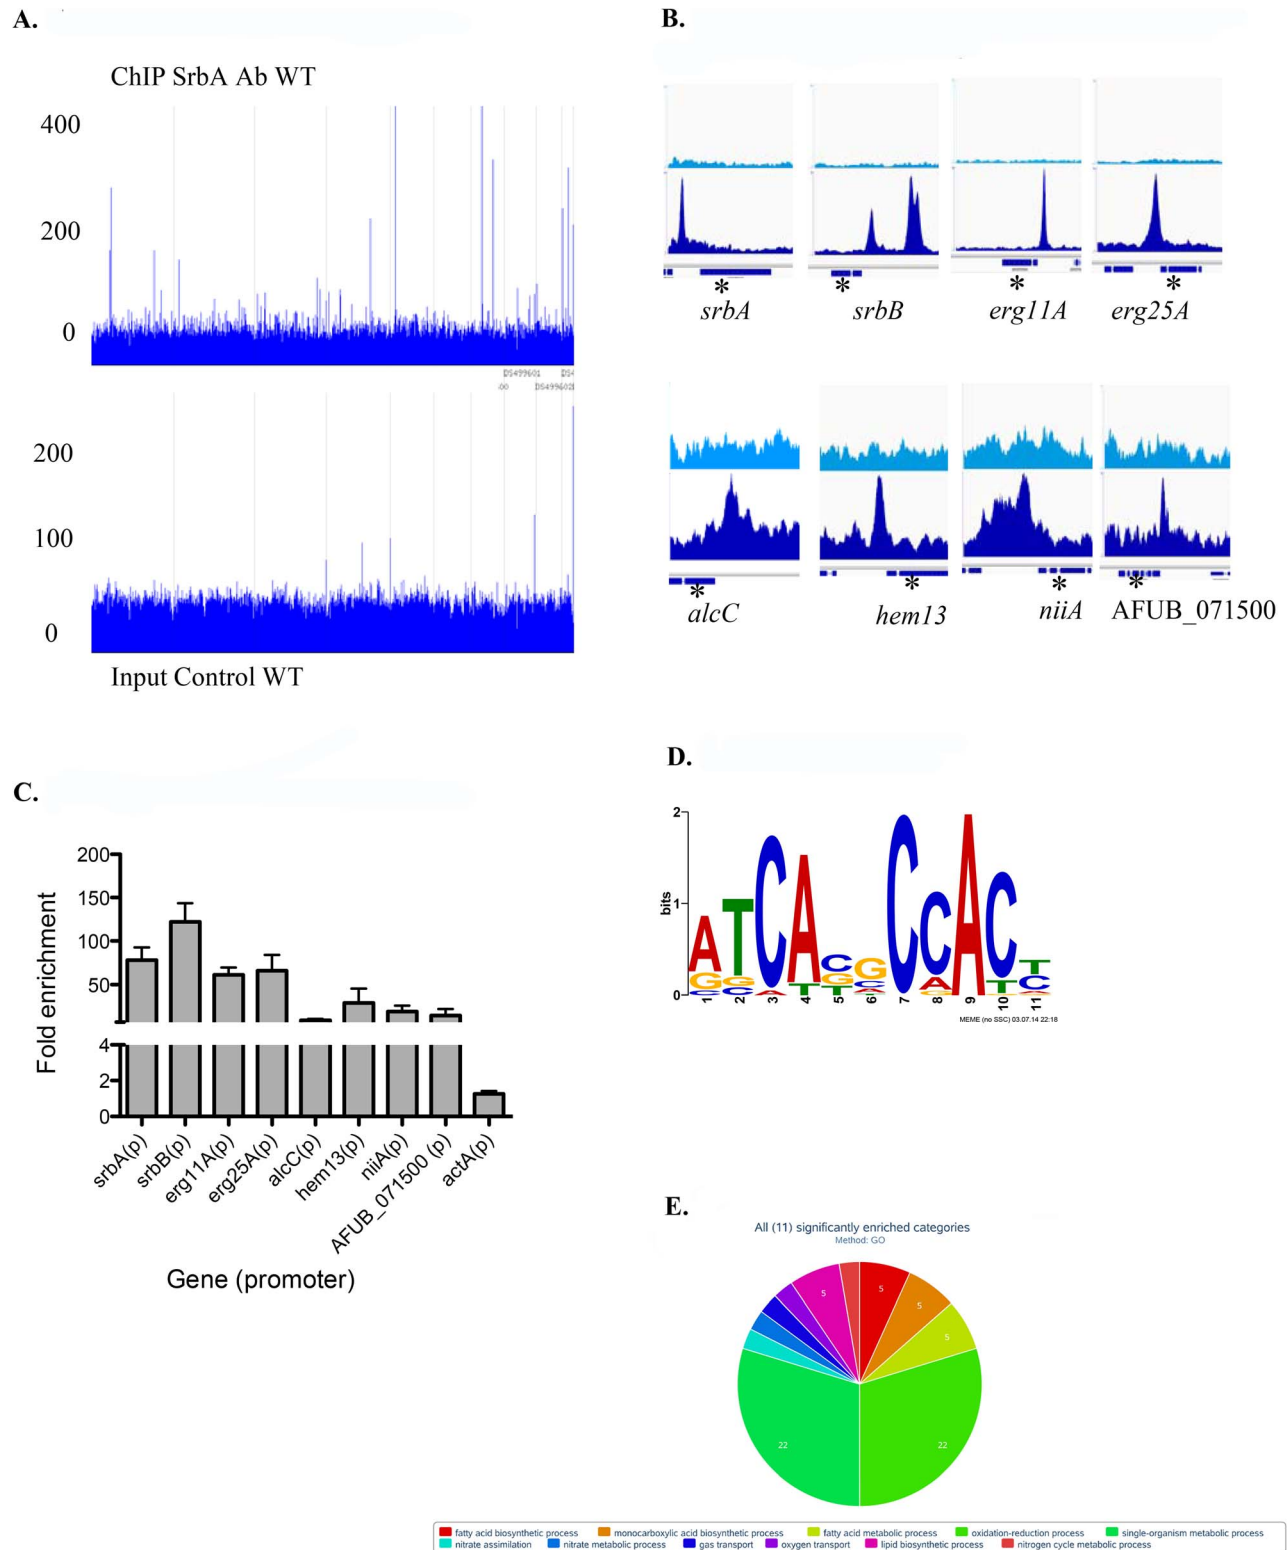 A.
ChIP SrbA Ab WT
400
200
0
DS499601 DS4
00 DS499602
200
100
0
Input Control WT
B.
* * * *
srbA srbB erg11A erg25A
* * * *
alcC hem13 niiA AFUB_071500
C.
Fold enrichment
200
150
100
50
4
2
0
srbA(p)
srbB(p)
erg11A(p)
erg25A(p)
alcC(p)
hem13(p)
niiA(p)
AFUB_071500 (p)
actA(p)
Gene (promoter)
D.
bits
2
1
0
1 2 3 4 5 6 7 8 9 10 11
MEME (no SSC) 03.07.14 22:18
E.
All (11) significantly enriched categories
Method: GO
5 5 5 5
22 22
fatty acid biosynthetic process monocarboxylic acid biosynthetic process fatty acid metabolic process oxidation-reduction process single-organism metabolic process
nitrate assimilation nitrate metabolic process gas transport oxygen transport lipid biosynthetic process nitrogen cycle metabolic process